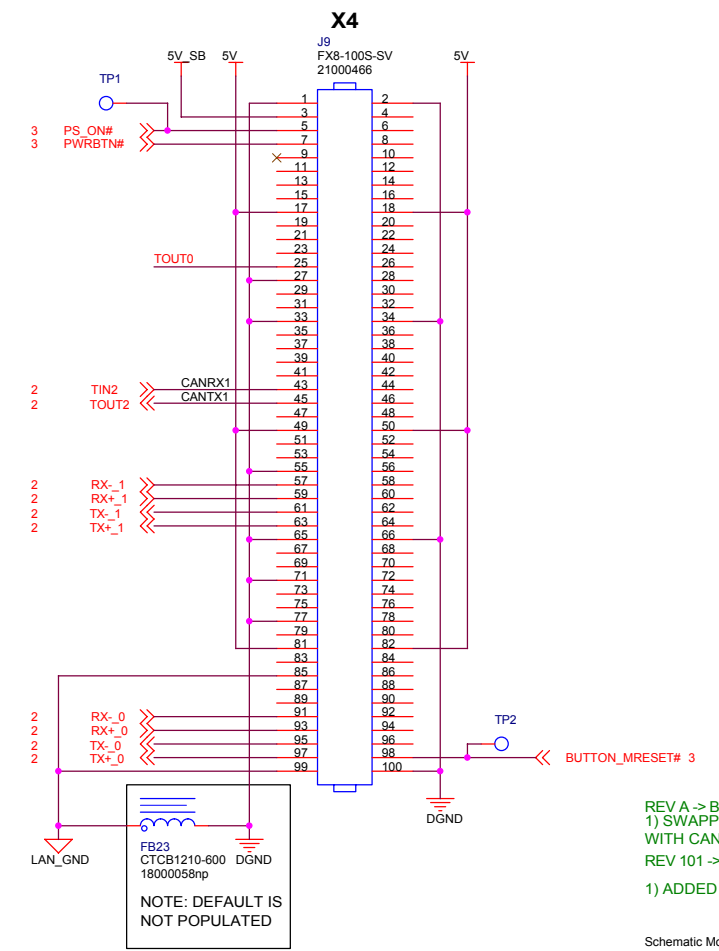 X4
J9
FX8-100S-SV
21000466
5V_SB 5V 5V
TP1
1 2
3 4
3 PS_ON# 5 6
3 PWRBTN# 7 8
9 10
11 12
13 14
15 16
17 18
19 20
21 22
23 24
TOUT0 25 26
27 28
29 30
31 32
33 34
35 36
37 38
39 40
41 42
2 TIN2 CANRX1 43 44
2 TOUT2 CANTX1 45 46
47 48
49 50
51 52
53 54
55 56
2 RX-_1 57 58
2 RX+_1 59 60
2 TX-_1 61 62
2 TX+_1 63 64
65 66
67 68
69 70
71 72
73 74
75 76
77 78
79 80
81 82
83 84
85 86
87 88
89 90
2 RX-_0 91 92
2 RX+_0 93 94
2 TX-_0 95 96
2 TX+_0 97 98
99 100
TP2
BUTTON_MRESET# 3
DGND
LAN_GND
FB23
CTCB1210-600
18000058np
DGND
NOTE: DEFAULT IS
NOT POPULATED
REV A -> B
1) SWAPP
WITH CAN
REV 101 ->
1) ADDED
Schematic Mo